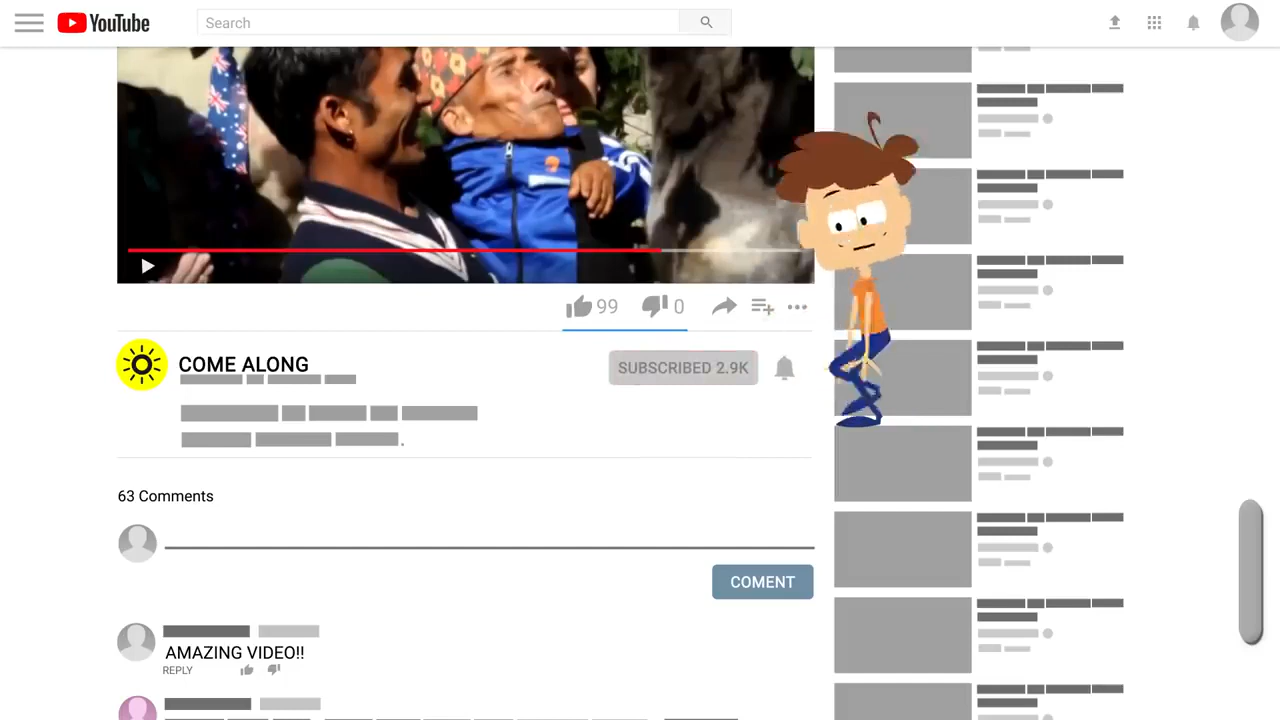 YouTube
Search
99
0
COME ALONG
SUBSCRIBED 2.9K
63 Comments
COMENT
AMAZING VIDEO!!
REPLY